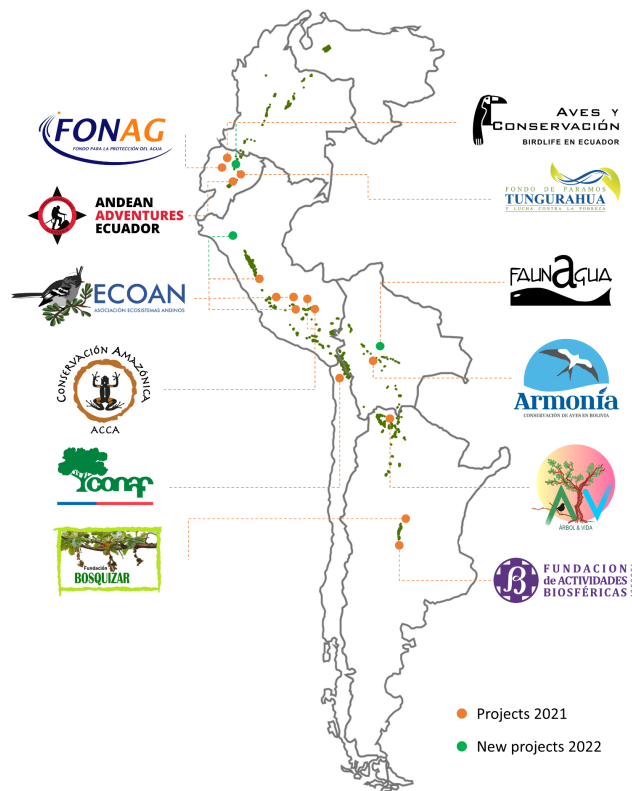 FONAG
FONDO PARA LA PROTECCIÓN DEL AGUA
AVES Y
CONSERVACIÓN
BIRDLIFE EN ECUADOR
ANDEAN
ADVENTURES
ECUADOR
FONDO DE PARAMOS
TUNGURAHUA
Y LUCHA CONTRA LA POBREZA
ECOAN
ASOCIACIÓN ECOSISTEMAS ANDINOS
FAUNAGUA
CONSERVACIÓN AMAZÓNICA
ACCA
Armonía
CONSERVACIÓN DE AVES EN BOLIVIA
conaf
AV
ÁRBOL & VIDA
Fundación
BOSQUIZAR
FUNDACION
de ACTIVIDADES
BIOSFÉRICAS
Projects 2021
New projects 2022